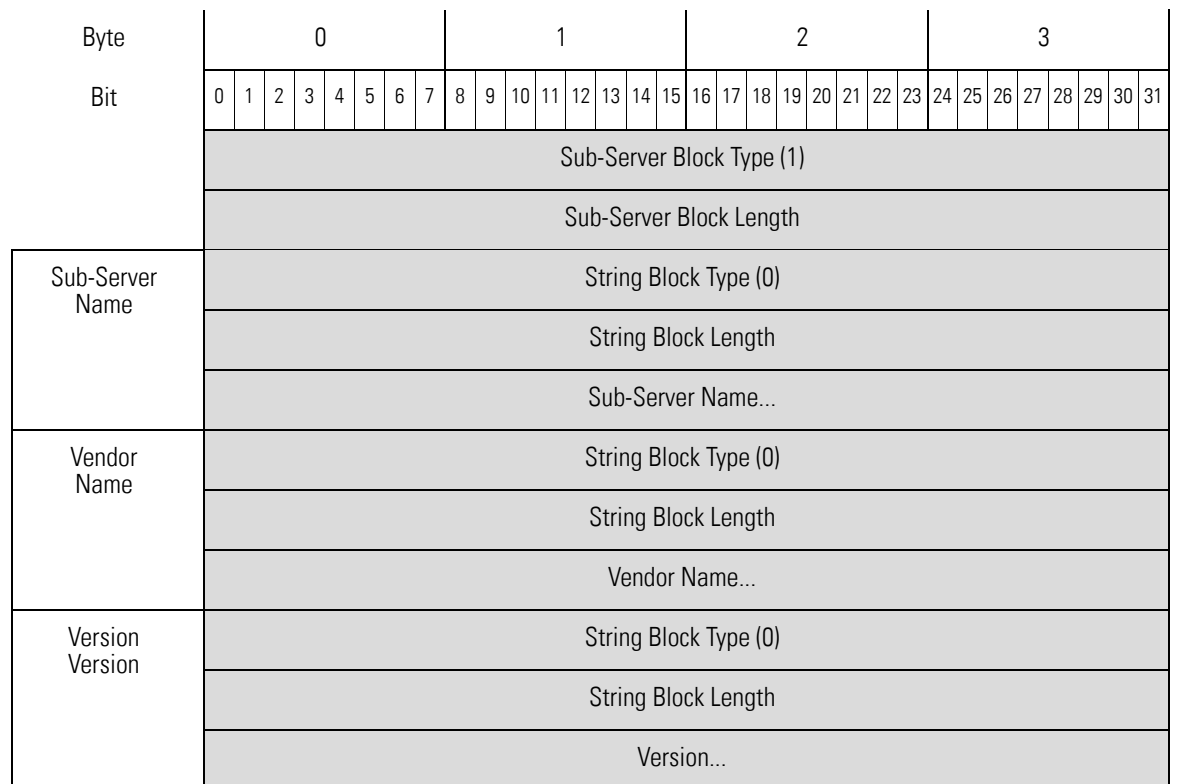 Byte 0 1 2 3
Bit 0 1 2 3 4 5 6 7 8 9 10 11 12 13 14 15 16 17 18 19 20 21 22 23 24 25 26 27 28 29 30 31
Sub-Server Block Type (1)
Sub-Server Block Length
Sub-Server
Name
String Block Type (0)
String Block Length
Sub-Server Name...
Vendor
Name
String Block Type (0)
String Block Length
Vendor Name...
Version
Version
String Block Type (0)
String Block Length
Version...